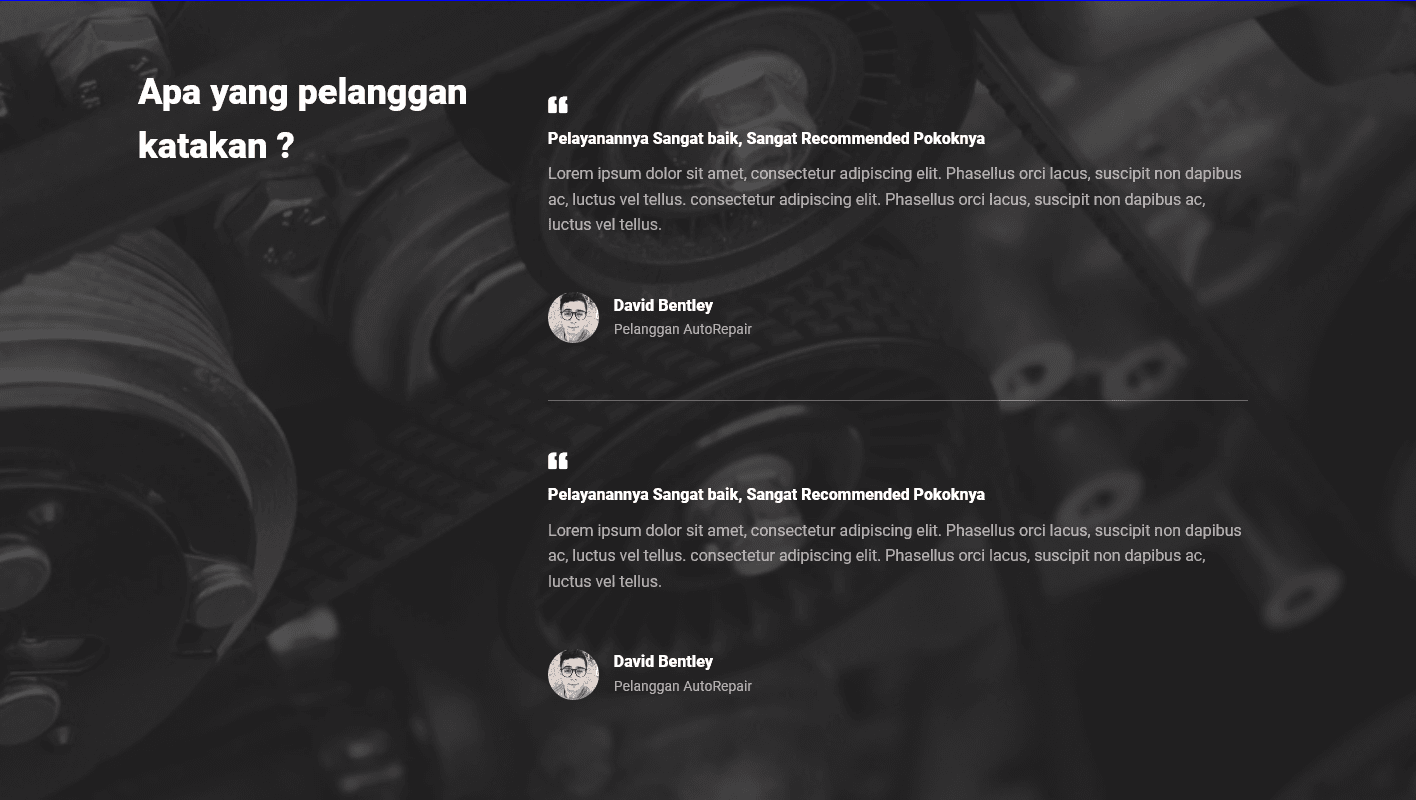 Apa yang pelanggan
katakan ?
Pelayanannya Sangat baik, Sangat Recommended Pokoknya
Lorem ipsum dolor sit amet, consectetur adipiscing elit. Phasellus orci lacus, suscipit non dapibus
ac, luctus vel tellus. consectetur adipiscing elit. Phasellus orci lacus, suscipit non dapibus ac,
luctus vel tellus.
David Bentley
Pelanggan AutoRepair
Pelayanannya Sangat baik, Sangat Recommended Pokoknya
Lorem ipsum dolor sit amet, consectetur adipiscing elit. Phasellus orci lacus, suscipit non dapibus
ac, luctus vel tellus. consectetur adipiscing elit. Phasellus orci lacus, suscipit non dapibus ac,
luctus vel tellus.
David Bentley
Pelanggan AutoRepair